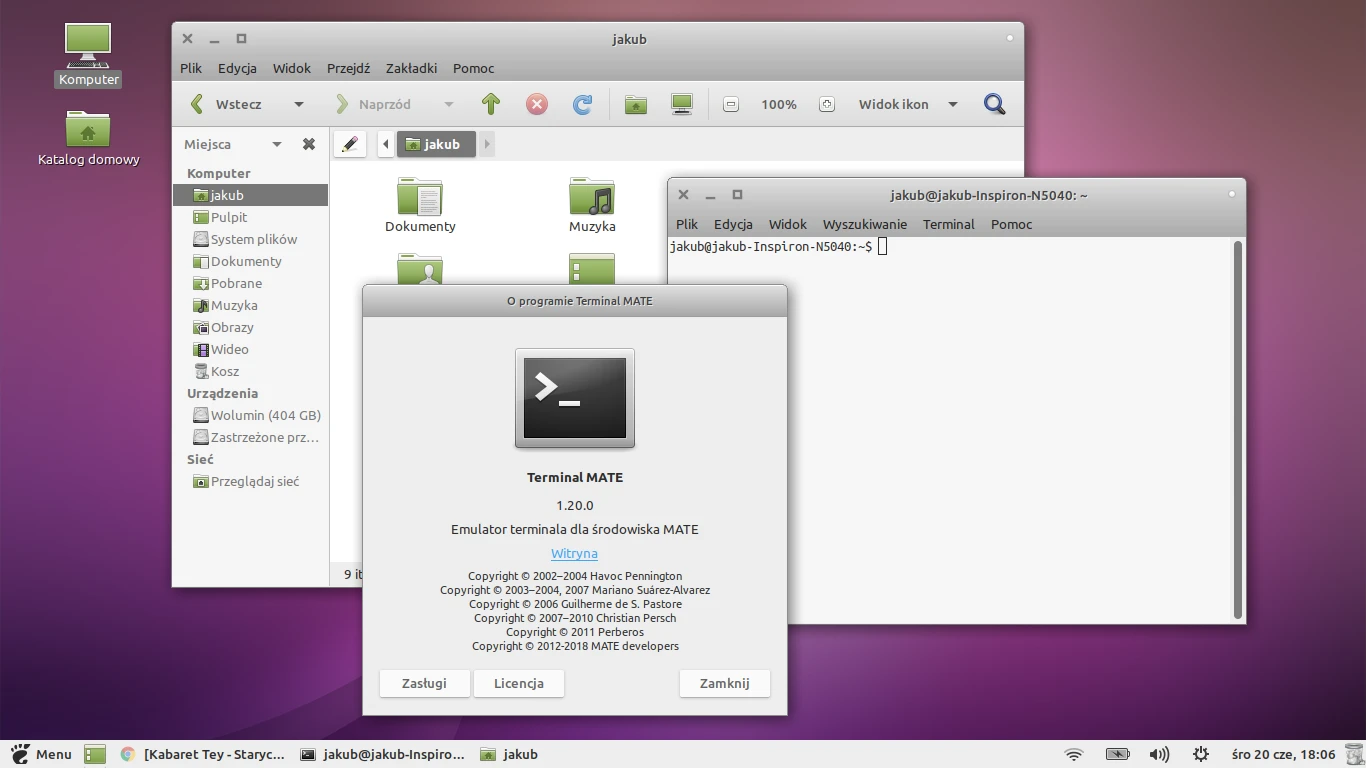 Komputer
Katalog domowy
jakub
Plik Edycja Widok Przejdź Zakładki Pomoc
Wstecz Naprzód 100% Widok ikon
Miejsca
jakub
Komputer
jakub
Pulpit
System plików
Dokumenty
Pobrane
Muzyka
Obrazy
Wideo
Kosz
Urządzenia
Wolumin (404 GB)
Zastrzeżone prz...
Sieć
Przeglądaj sieć
Dokumenty
Muzyka
9 it
jakub@jakub-Inspiron-N5040: ~
Plik Edycja Widok Wyszukiwanie Terminal Pomoc
jakub@jakub-Inspiron-N5040:~$
O programie Terminal MATE
Terminal MATE
1.20.0
Emulator terminala dla środowiska MATE
Witryna
Copyright © 2002–2004 Havoc Pennington
Copyright © 2003–2004, 2007 Mariano Suárez-Alvarez
Copyright © 2006 Guilherme de S. Pastore
Copyright © 2007–2010 Christian Persch
Copyright © 2011 Perberos
Copyright © 2012-2018 MATE developers
Zasługi Licencja Zamknij
Menu [Kabaret Tey - Staryc... jakub@jakub-Inspiro... jakub śro 20 cze, 18:06